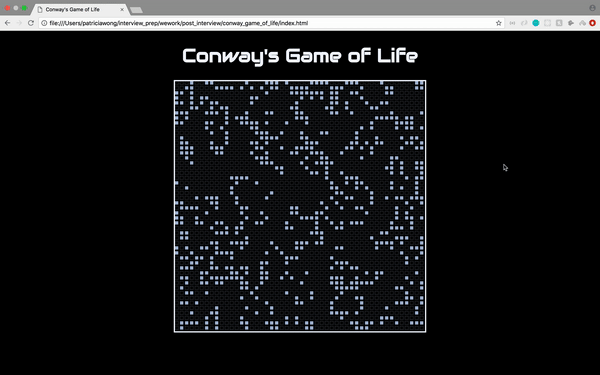 Conway's Game of Life
file:///Users/patriciawong/interview_prep/wework/post_interview/conway_game_of_life/index.html
Conway's Game of Life